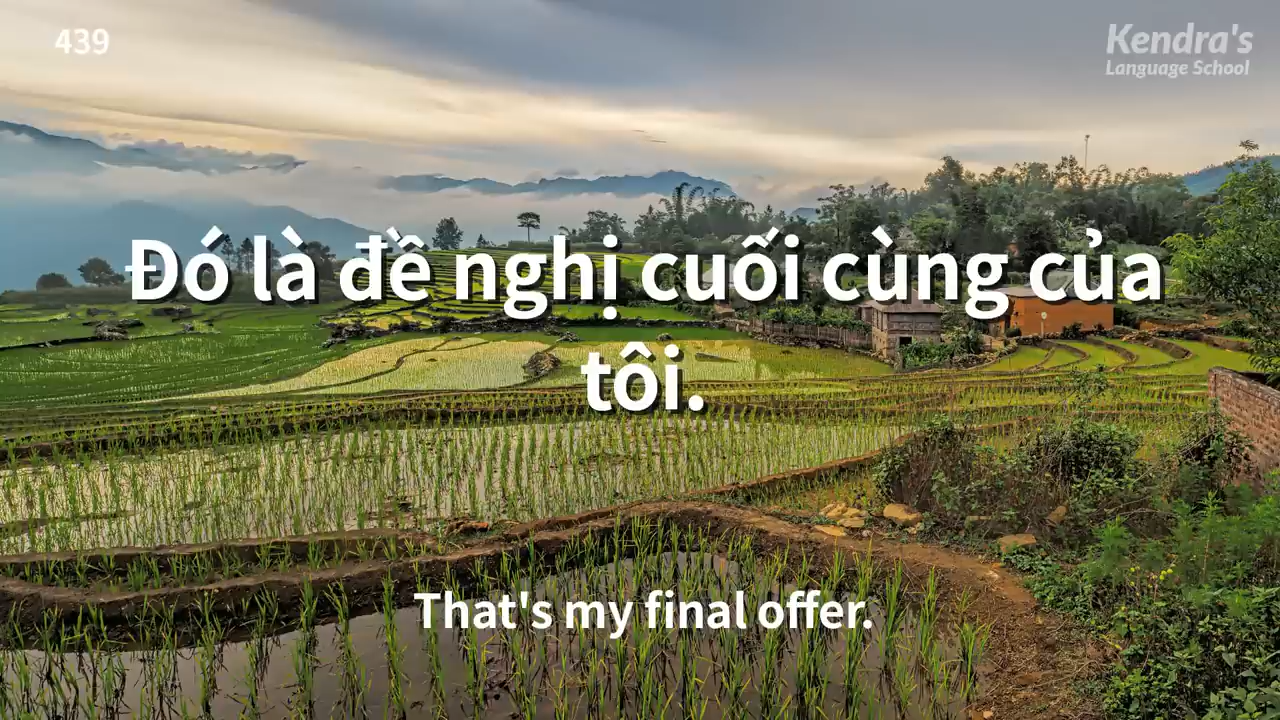 439
Kendra's
Language School
Đó là đề nghị cuối cùng của
tôi.
That's my final offer.